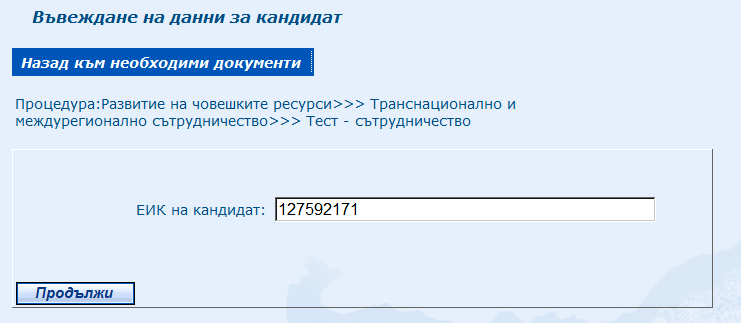 Въвеждане на данни за кандидат
Назад към необходими документи
Процедура:Развитие на човешките ресурси>>> Транснационално и
междурегионално сътрудничество>>> Тест - сътрудничество
ЕИК на кандидат: 127592171
Продължи